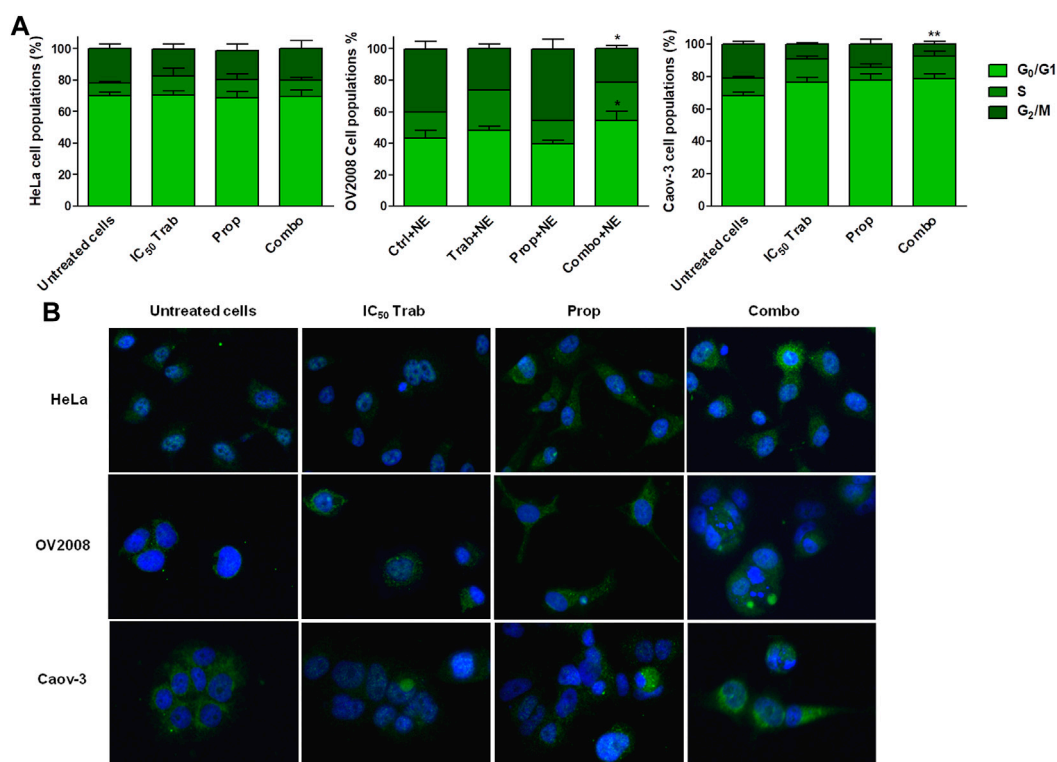 A
HeLa cell populations (%)
100
80
60
40
20
0
Untreated cells
IC50 Trab
Prop
Combo
OV2008 Cell populations %
100
80
60
40
20
0
*
*
Ctrl+NE
Trab+NE
Prop+NE
Combo+NE
Caov-3 cell populations (%)
100
80
60
40
20
0
**
Untreated cells
IC50 Trab
Prop
Combo
G0/G1
S
G2/M
B
Untreated cells IC50 Trab Prop Combo
HeLa
OV2008
Caov-3